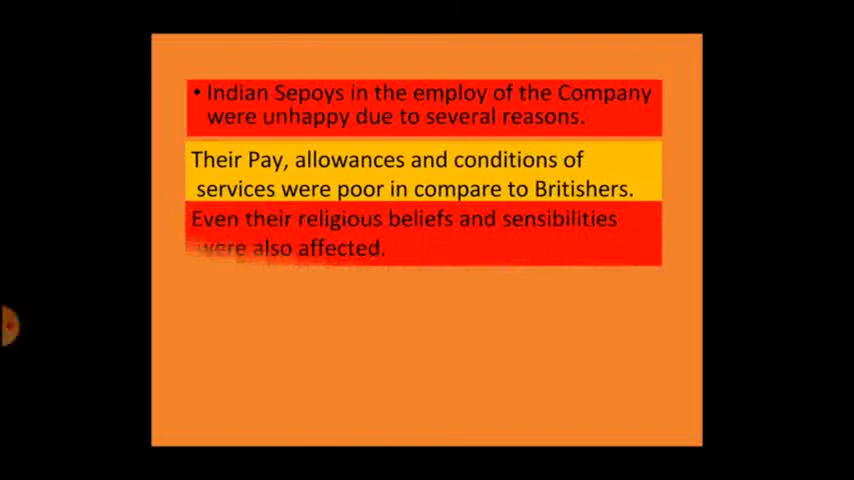 • Indian Sepoys in the employ of the Company
were unhappy due to several reasons.
Their Pay, allowances and conditions of
services were poor in compare to Britishers.
Even their religious beliefs and sensibilities
were also affected.